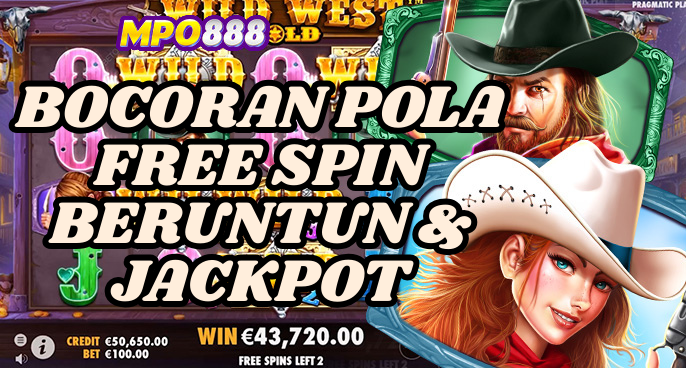 WILD WEST
GOLD
PRAGMATIC PLA
MPO888
BOCORAN POLA
FREE SPIN
BERUNTUN &
JACKPOT
CREDIT €50,650.00
BET €100.00
WIN €43,720.00
FREE SPINS LEFT 2